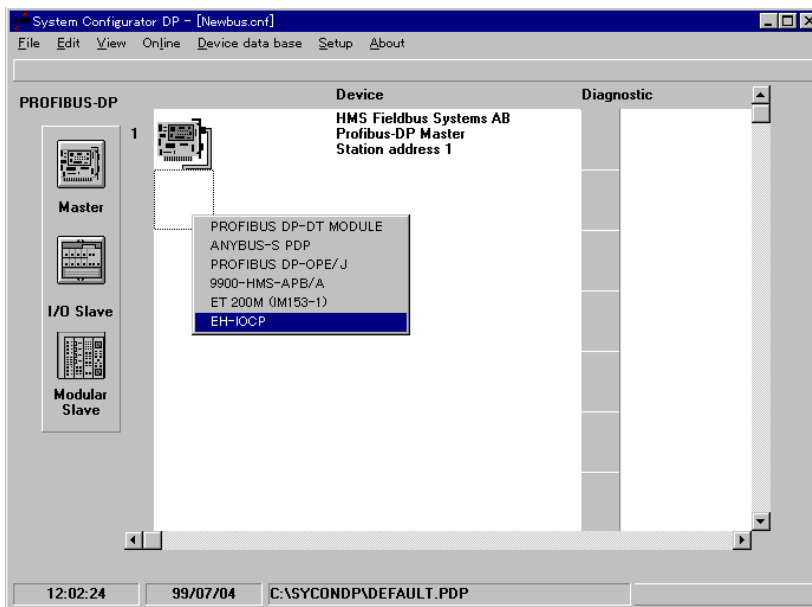 System Configurator DP - [Newbus.cnf]
File Edit View Online Device data base Setup About
PROFIBUS-DP
Device
Diagnostic
1
HMS Fieldbus Systems AB
Profibus-DP Master
Station address 1
Master
I/O Slave
Modular
Slave
PROFIBUS DP-DT MODULE
ANYBUS-S PDP
PROFIBUS DP-OPE/J
9900-HMS-APB/A
ET 200M (IM153-1)
EH-IOCP
12:02:24
99/07/04
C:\SYCONDP\DEFAULT.PDP